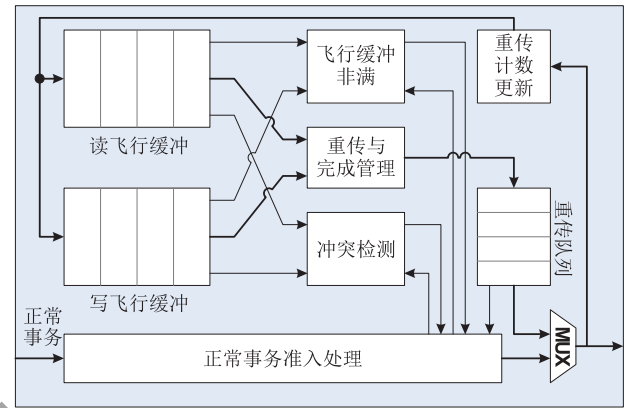 飞行缓冲
非满
重传
计数
更新
读飞行缓冲
重传与
完成管理
冲突检测
重传队列
写飞行缓冲
正常
事务
正常事务准入处理
MUX